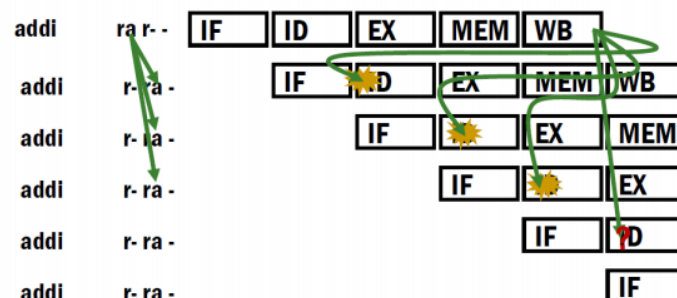 addi ra r- - IF ID EX MEM WB
addi r- ra - IF D EX MEM WB
addi r- ra - IF EX MEM
addi r- ra - IF EX
addi r- ra - IF ?D
addi r- ra - IF